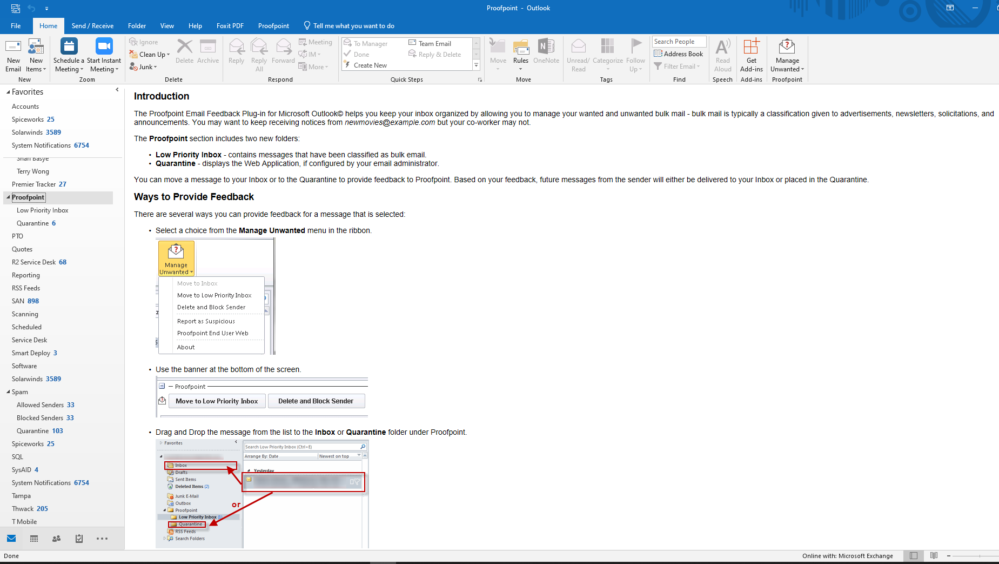 Proofpoint - Outlook
File Home Send / Receive Folder View Help Foxit PDF Proofpoint Tell me what you want to do
New Email
New Items
New
Schedule a Meeting
Start Instant Meeting
Zoom
Ignore
Clean Up
Junk
Delete
Archive
Delete
Reply
Reply All
Forward
Meeting
IM
More
Respond
To Manager
Team Email
Done
Reply & Delete
Create New
Quick Steps
Move
Rules
OneNote
Move
Unread/ Read
Categorize
Follow Up
Tags
Search People
Address Book
Filter Email
Find
Read Aloud
Speech
Get Add-ins
Add-ins
Manage Unwanted
Proofpoint
Favorites
Accounts
Spiceworks 25
Solarwinds 3589
System Notifications 6754
Shari Basye
Terry Wong
Premier Tracker 27
Proofpoint
Low Priority Inbox
Quarantine 6
PTO
Quotes
R2 Service Desk 68
Reporting
RSS Feeds
SAN 898
Scanning
Scheduled
Service Desk
Smart Deploy 3
Software
Solarwinds 3589
Spam
Allowed Senders 33
Blocked Senders 33
Quarantine 103
Spiceworks 25
SQL
SysAID 4
System Notifications 6754
Tampa
Thwack 205
T Mobile
Introduction
The Proofpoint Email Feedback Plug-in for Microsoft Outlook© helps you keep your inbox organized by allowing you to manage your wanted and unwanted bulk mail - bulk mail is typically a classification given to advertisements, newsletters, solicitations, and
announcements. You may want to keep receiving notices from newmovies@example.com but your co-worker may not.
The Proofpoint section includes two new folders:
• Low Priority Inbox - contains messages that have been classified as bulk email.
• Quarantine - displays the Web Application, if configured by your email administrator.
You can move a message to your Inbox or to the Quarantine to provide feedback to Proofpoint. Based on your feedback, future messages from the sender will either be delivered to your Inbox or placed in the Quarantine.
Ways to Provide Feedback
There are several ways you can provide feedback for a message that is selected:
• Select a choice from the Manage Unwanted menu in the ribbon.
Manage
Unwanted
Move to Inbox
Move to Low Priority Inbox
Delete and Block Sender
Report as Suspicious
Proofpoint End User Web
About
• Use the banner at the bottom of the screen.
Proofpoint
Move to Low Priority Inbox Delete and Block Sender
• Drag and Drop the message from the list to the Inbox or Quarantine folder under Proofpoint.
Favorites
Inbox
Drafts
Sent Items
Deleted Items (2)
Junk E-Mail
Outbox
Proofpoint
Low Priority Inbox (1)
Quarantine
RSS Feeds
Search Folders
or
Search Low Priority Inbox (Ctrl+E)
Arrange By: Date Newest on top
Yesterday
Done
Online with: Microsoft Exchange